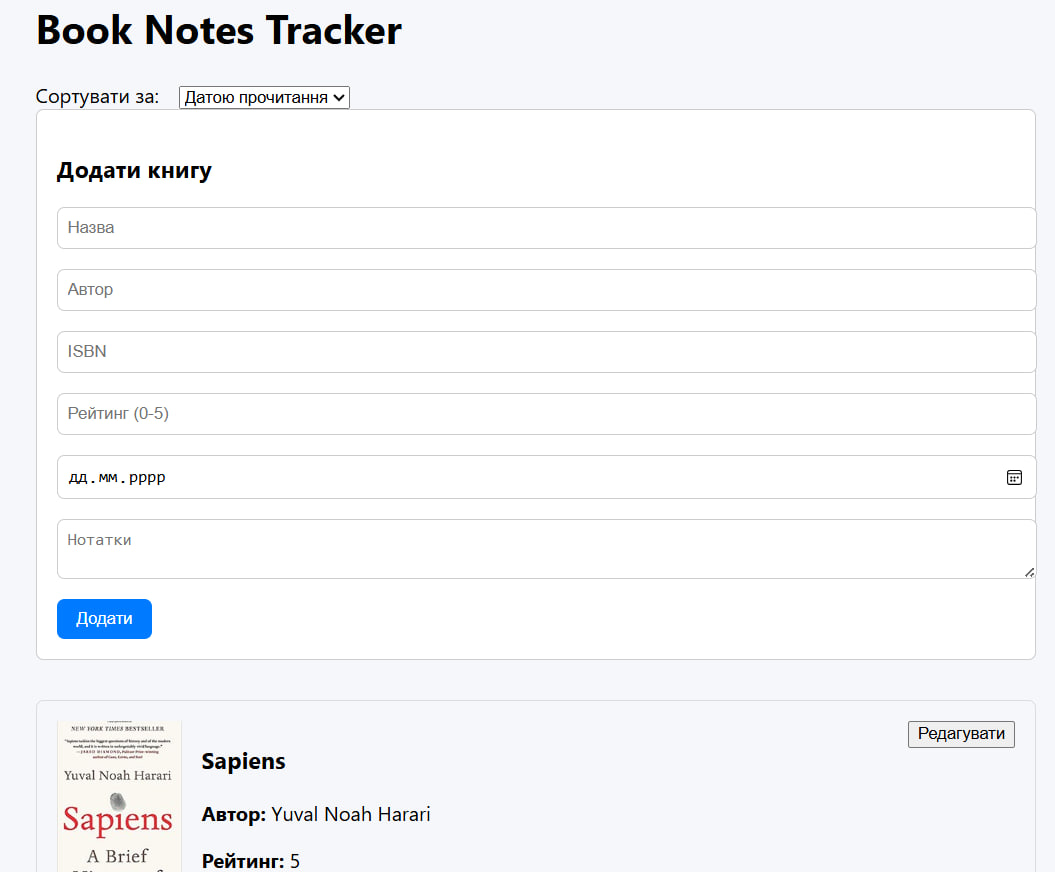 Book Notes Tracker
Сортувати за: Датою прочитання
Додати книгу
Назва
Автор
ISBN
Рейтинг (0-5)
дд.мм.рррр
Нотатки
Додати
Редагувати
NEW YORK TIMES BESTSELLER
Yuval Noah Harari
Sapiens
A Brief
Sapiens
Автор: Yuval Noah Harari
Рейтинг: 5